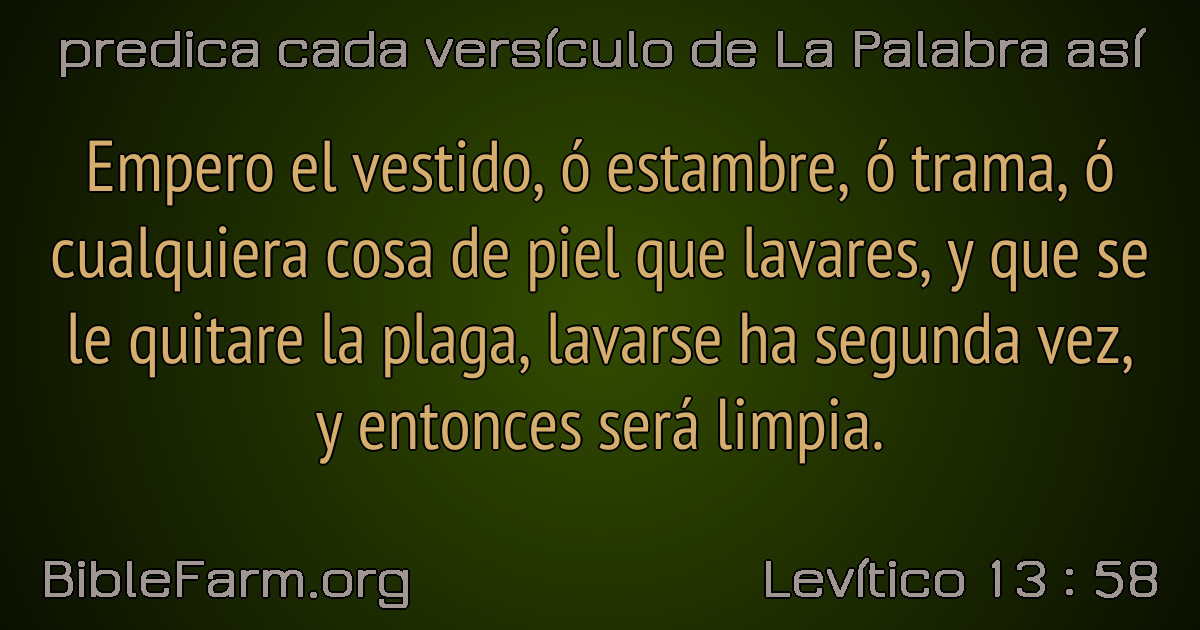 predica cada versículo de La Palabra así
Empero el vestido, ó estambre, ó trama, ó
cualquiera cosa de piel que lavares, y que se
le quitare la plaga, lavarse ha segunda vez,
y entonces será limpia.
BibleFarm.org
Levítico 13 : 58